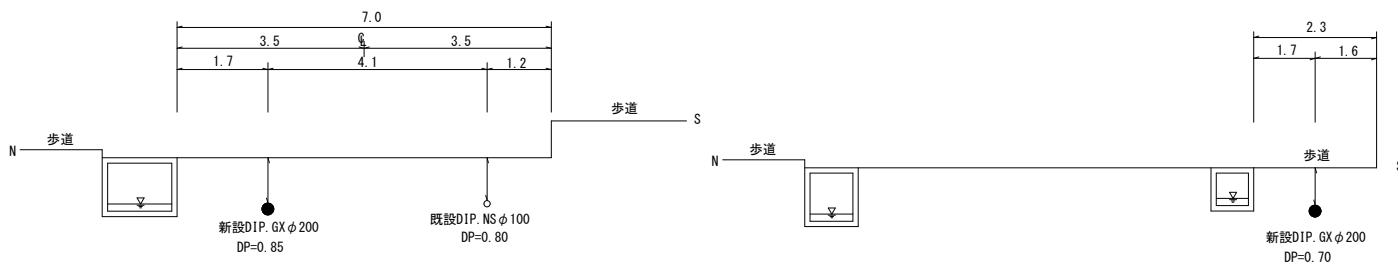 7.0
3.5
℄
3.5
1.7
4.1
1.2
歩道
S
N
歩道
新設DIP.GXφ200
DP=0.85
既設DIP.NSφ100
DP=0.80
2.3
1.7
1.6
N
歩道
歩道
新設DIP.GXφ200
DP=0.70